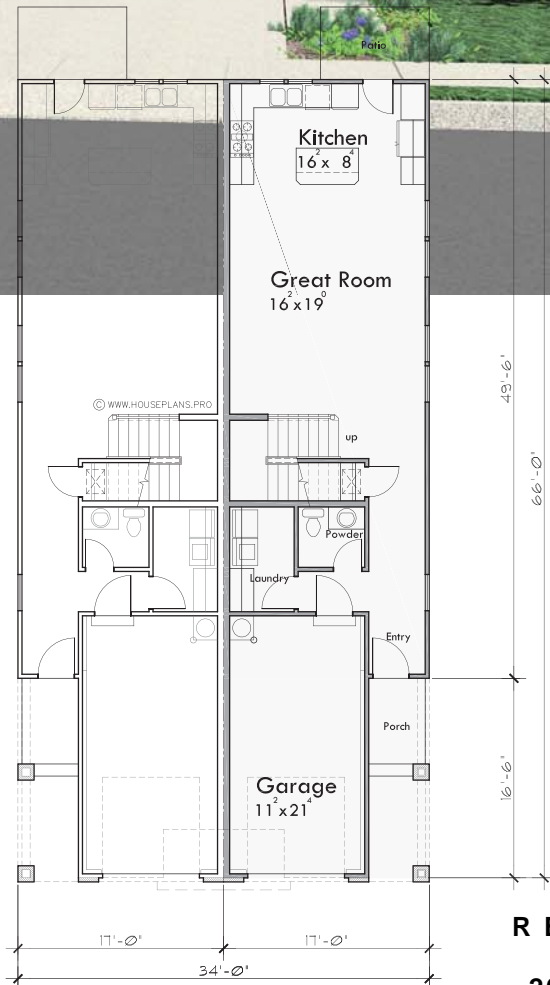 Patio
Kitchen
16² x 8⁴
Great Room
16² x 19⁰
© WWW.HOUSEPLANS.PRO
up
Powder
Laundry
Entry
Porch
Garage
11² x 21⁴
49'-6"
66'-0"
16'-6"
17'-0" 17'-0"
34'-0"
R